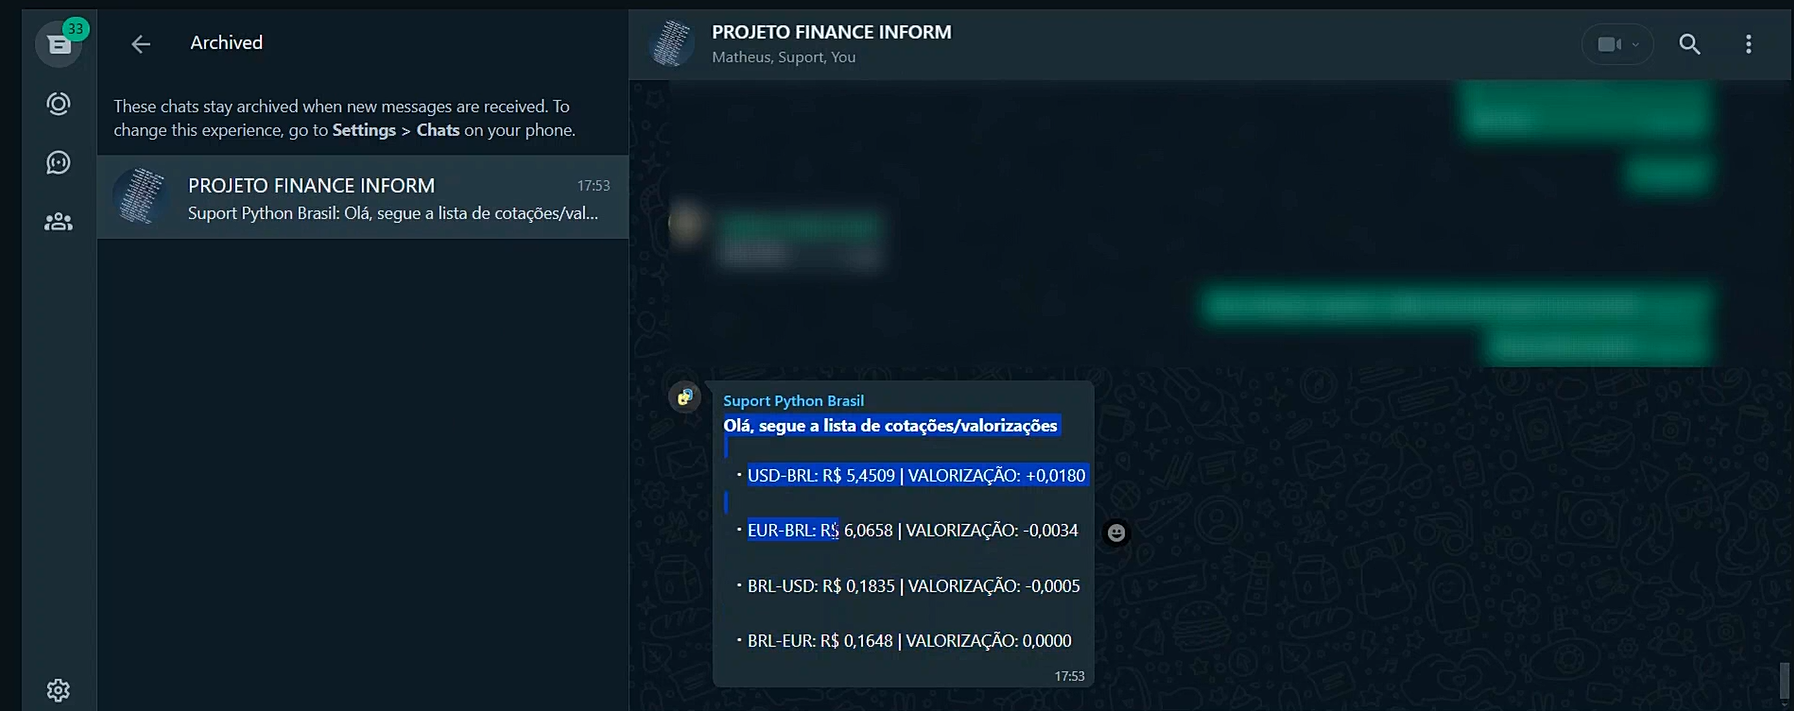 33
Archived
These chats stay archived when new messages are received. To
change this experience, go to Settings > Chats on your phone.
PROJETO FINANCE INFORM
17:53
Suport Python Brasil: Olá, segue a lista de cotações/val...
PROJETO FINANCE INFORM
Matheus, Suport, You
Suport Python Brasil
Olá, segue a lista de cotações/valorizações
• USD-BRL: R$ 5,4509 | VALORIZAÇÃO: +0,0180
• EUR-BRL: R$ 6,0658 | VALORIZAÇÃO: -0,0034
• BRL-USD: R$ 0,1835 | VALORIZAÇÃO: -0,0005
• BRL-EUR: R$ 0,1648 | VALORIZAÇÃO: 0,0000
17:53